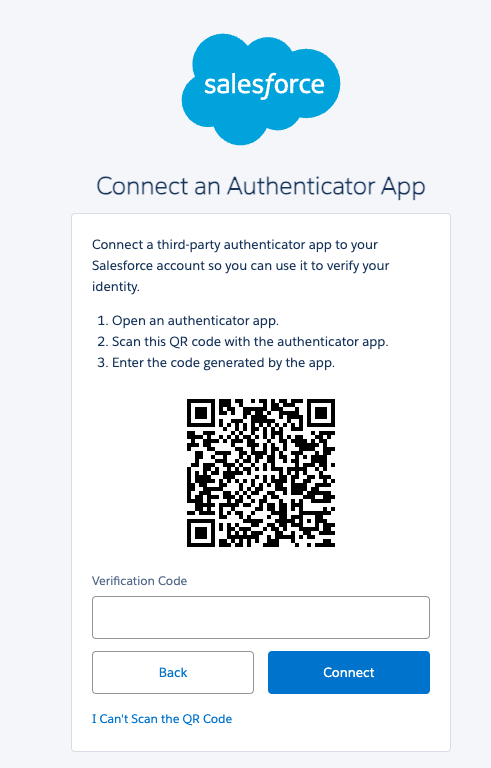 salesforce
Connect an Authenticator App
Connect a third-party authenticator app to your
Salesforce account so you can use it to verify your
identity.
1. Open an authenticator app.
2. Scan this QR code with the authenticator app.
3. Enter the code generated by the app.
Verification Code
Back
Connect
I Can't Scan the QR Code